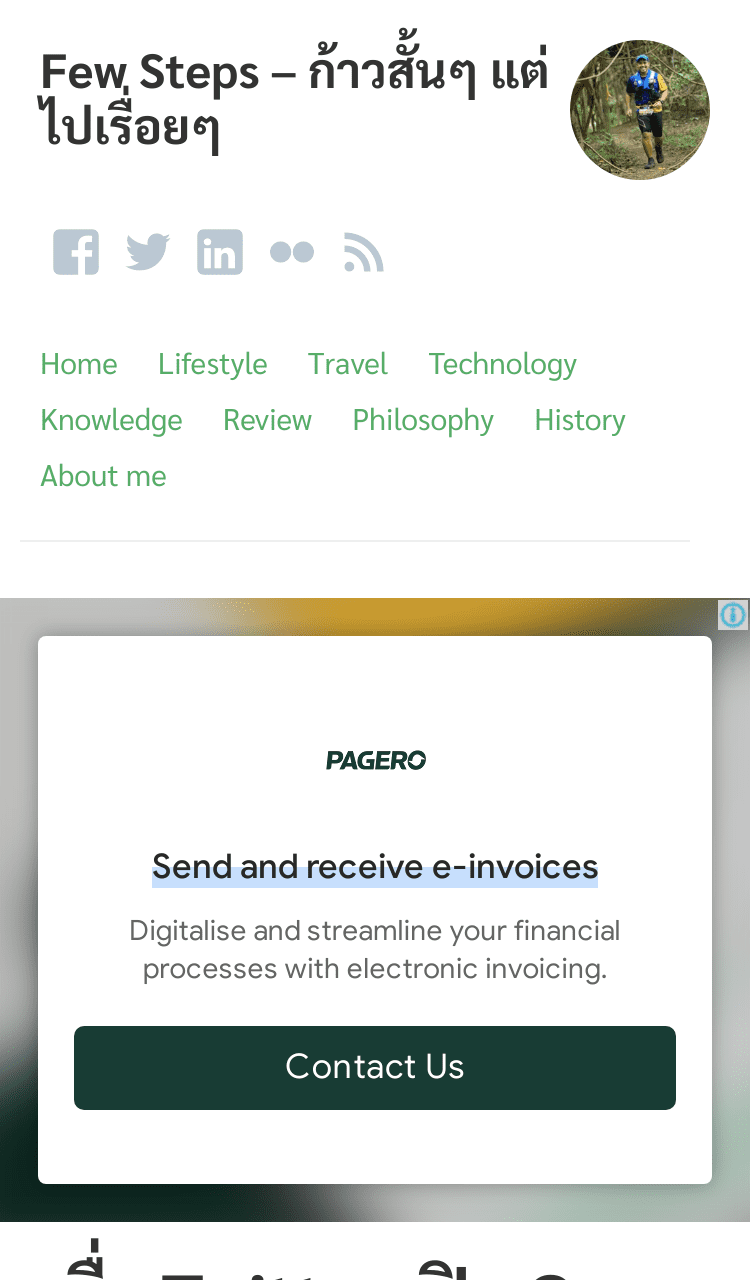 Few Steps – ก้าวสั้นๆ แต่
ไปเรื่อยๆ
Home Lifestyle Travel Technology
Knowledge Review Philosophy History
About me
PAGERO
Send and receive e-invoices
Digitalise and streamline your financial
processes with electronic invoicing.
Contact Us